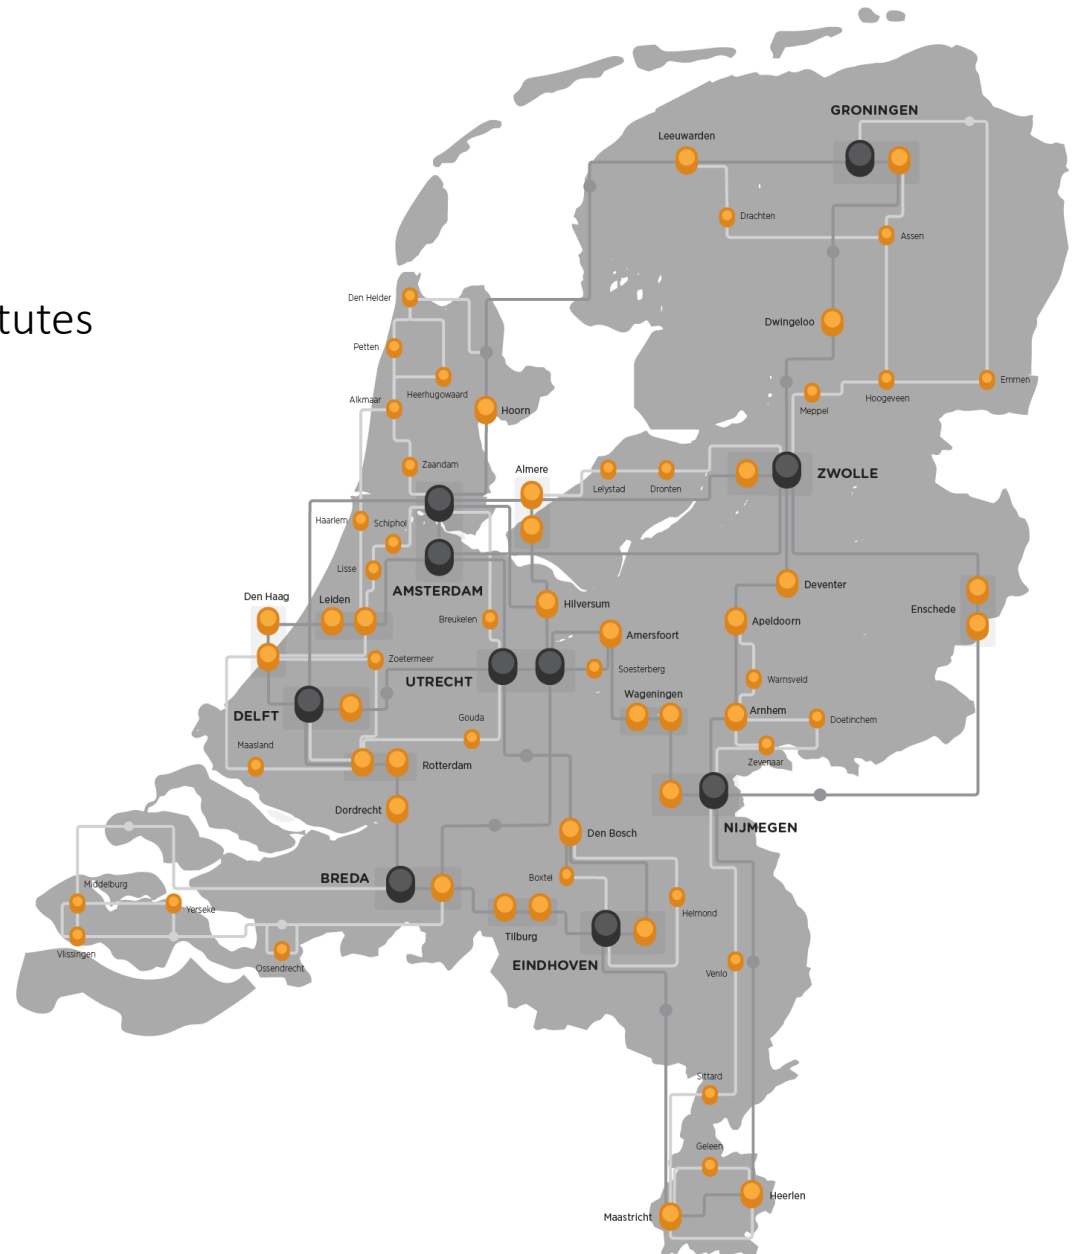 GRONINGEN
Leeuwarden
Drachten
Assen
Den Helder
tutes
Dwingeloo
Petten
Emmen
Heerhugowaard
Hoogeveen
Alkmaar
Meppel
Hoorn
Zaandam
Almere
ZWOLLE
Lelystad
Dronten
Haarlem
Schiphol
Lisse
AMSTERDAM
Deventer
Den Haag
Leiden
Hilversum
Enschede
Breukelen
Apeldoorn
Amersfoort
Zoetermeer
Soesterberg
UTRECHT
Warnsveld
Wageningen
Arnhem
DELFT
Gouda
Doetinchem
Maasland
Zevenaar
Rotterdam
Dordrecht
NIJMEGEN
Den Bosch
BREDA
Boxtel
Middelburg
Yerseke
Helmond
Tilburg
Vlissingen
EINDHOVEN
Ossendrecht
Venlo
Sittard
Geleen
Heerlen
Maastricht